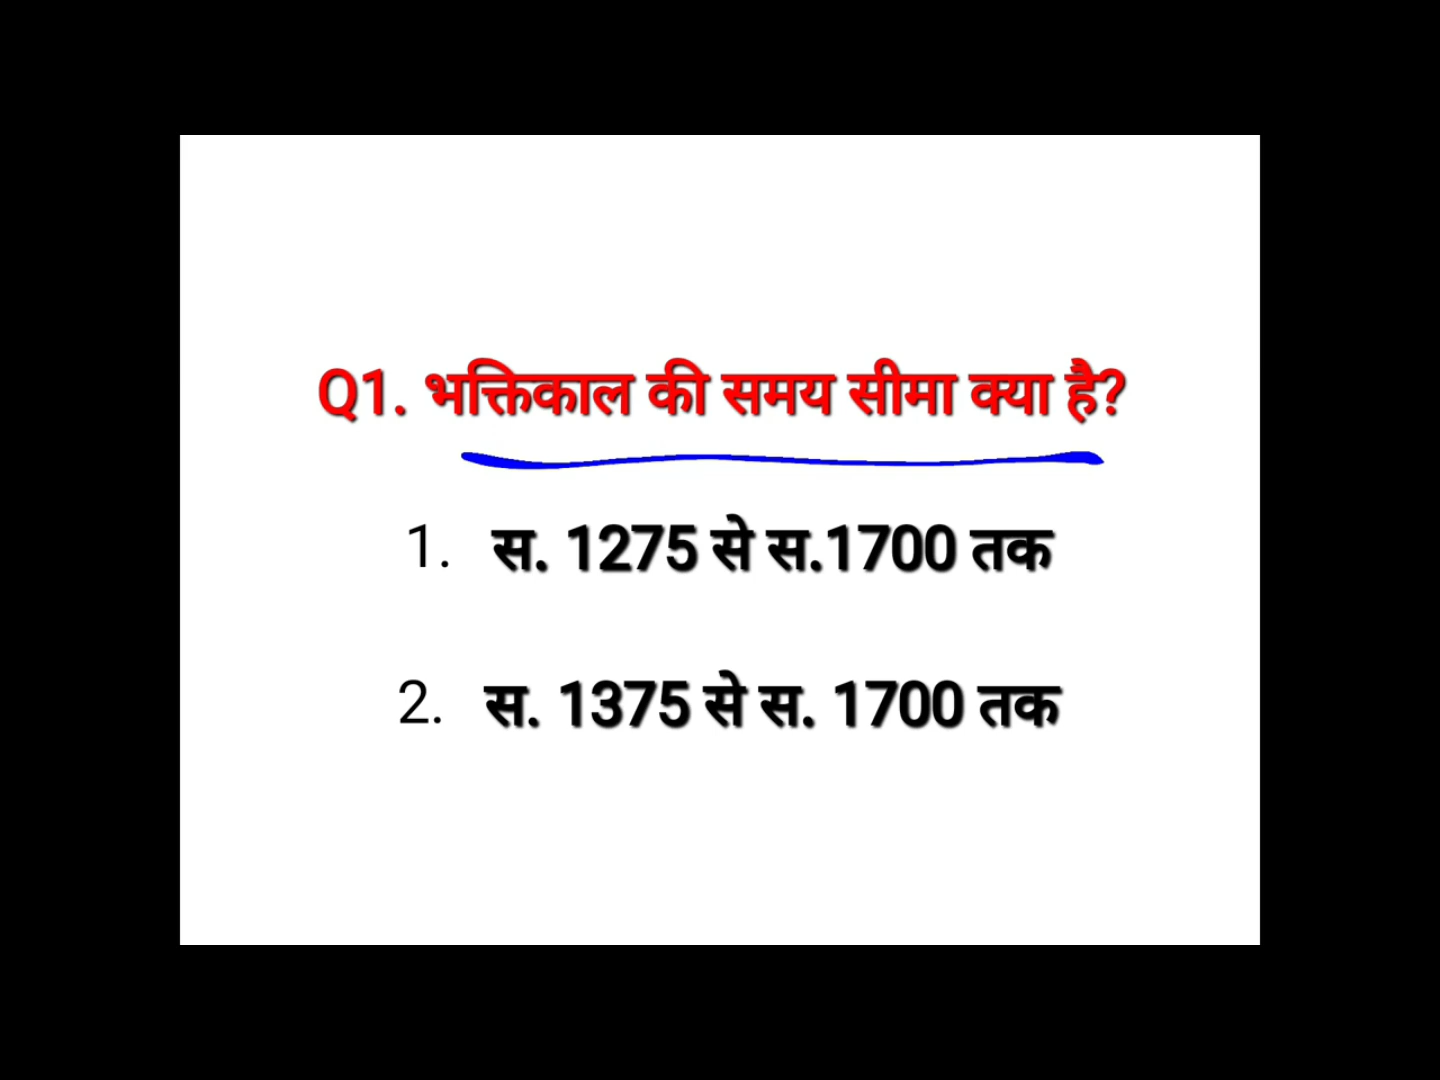 Q1. भक्तिकाल की समय सीमा क्या है?
1. स. 1275 से स.1700 तक
2. स. 1375 से स. 1700 तक